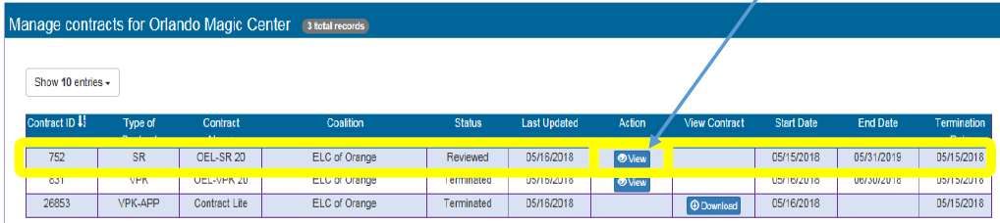 Manage contracts for Orlando Magic Center 3 total records
Show 10 entries
Contract ID Type of Contract Coalition Status Last Updated Action View Contract Start Date End Date Termination
752 SR OEL-SR 20 ELC of Orange Reviewed 05/16/2018 View 05/15/2018 05/31/2019 05/15/2018
831 VPK OEL-VPK 20 ELC of Orange Terminated 05/16/2018 View 05/16/2018 06/30/2018 05/15/2018
26853 VPK-APP Contract Lite ELC of Orange Terminated 05/16/2018 Download 05/16/2018 05/15/2018